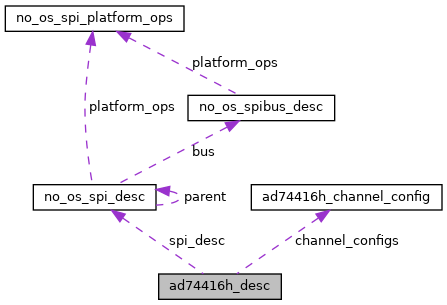 no_os_spi_platform_ops
platform_ops
platform_ops
no_os_spibus_desc
bus
no_os_spi_desc
parent
ad74416h_channel_config
spi_desc
channel_configs
ad74416h_desc